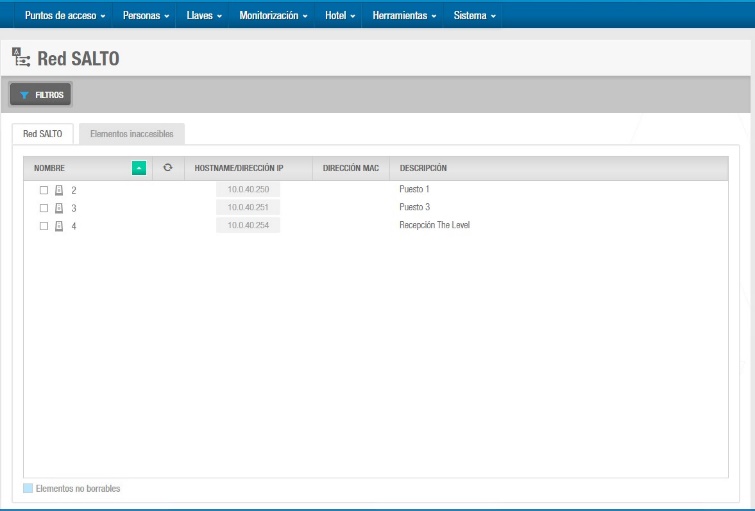 Puntos de acceso Personas Llaves Monitorización Hotel Herramientas Sistema
Red SALTO
FILTROS
Red SALTO Elementos inaccesibles
NOMBRE HOSTNAME/DIRECCIÓN IP DIRECCIÓN MAC DESCRIPCIÓN
2 10.0.40.250 Puesto 1
3 10.0.40.251 Puesto 3
4 10.0.40.254 Recepción The Level
Elementos no borrables